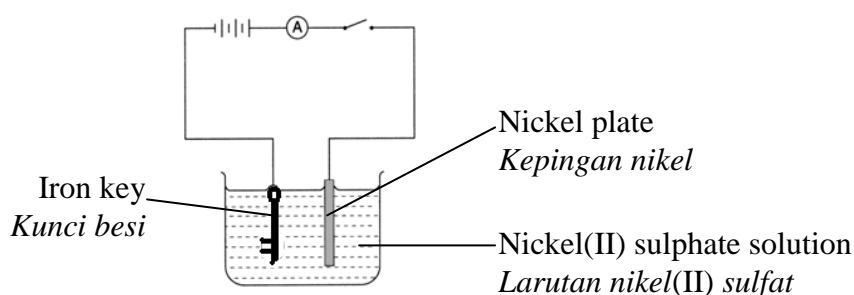 A
Nickel plate
Kepingan nikel
Iron key
Kunci besi
Nickel(II) sulphate solution
Larutan nikel(II) sulfat